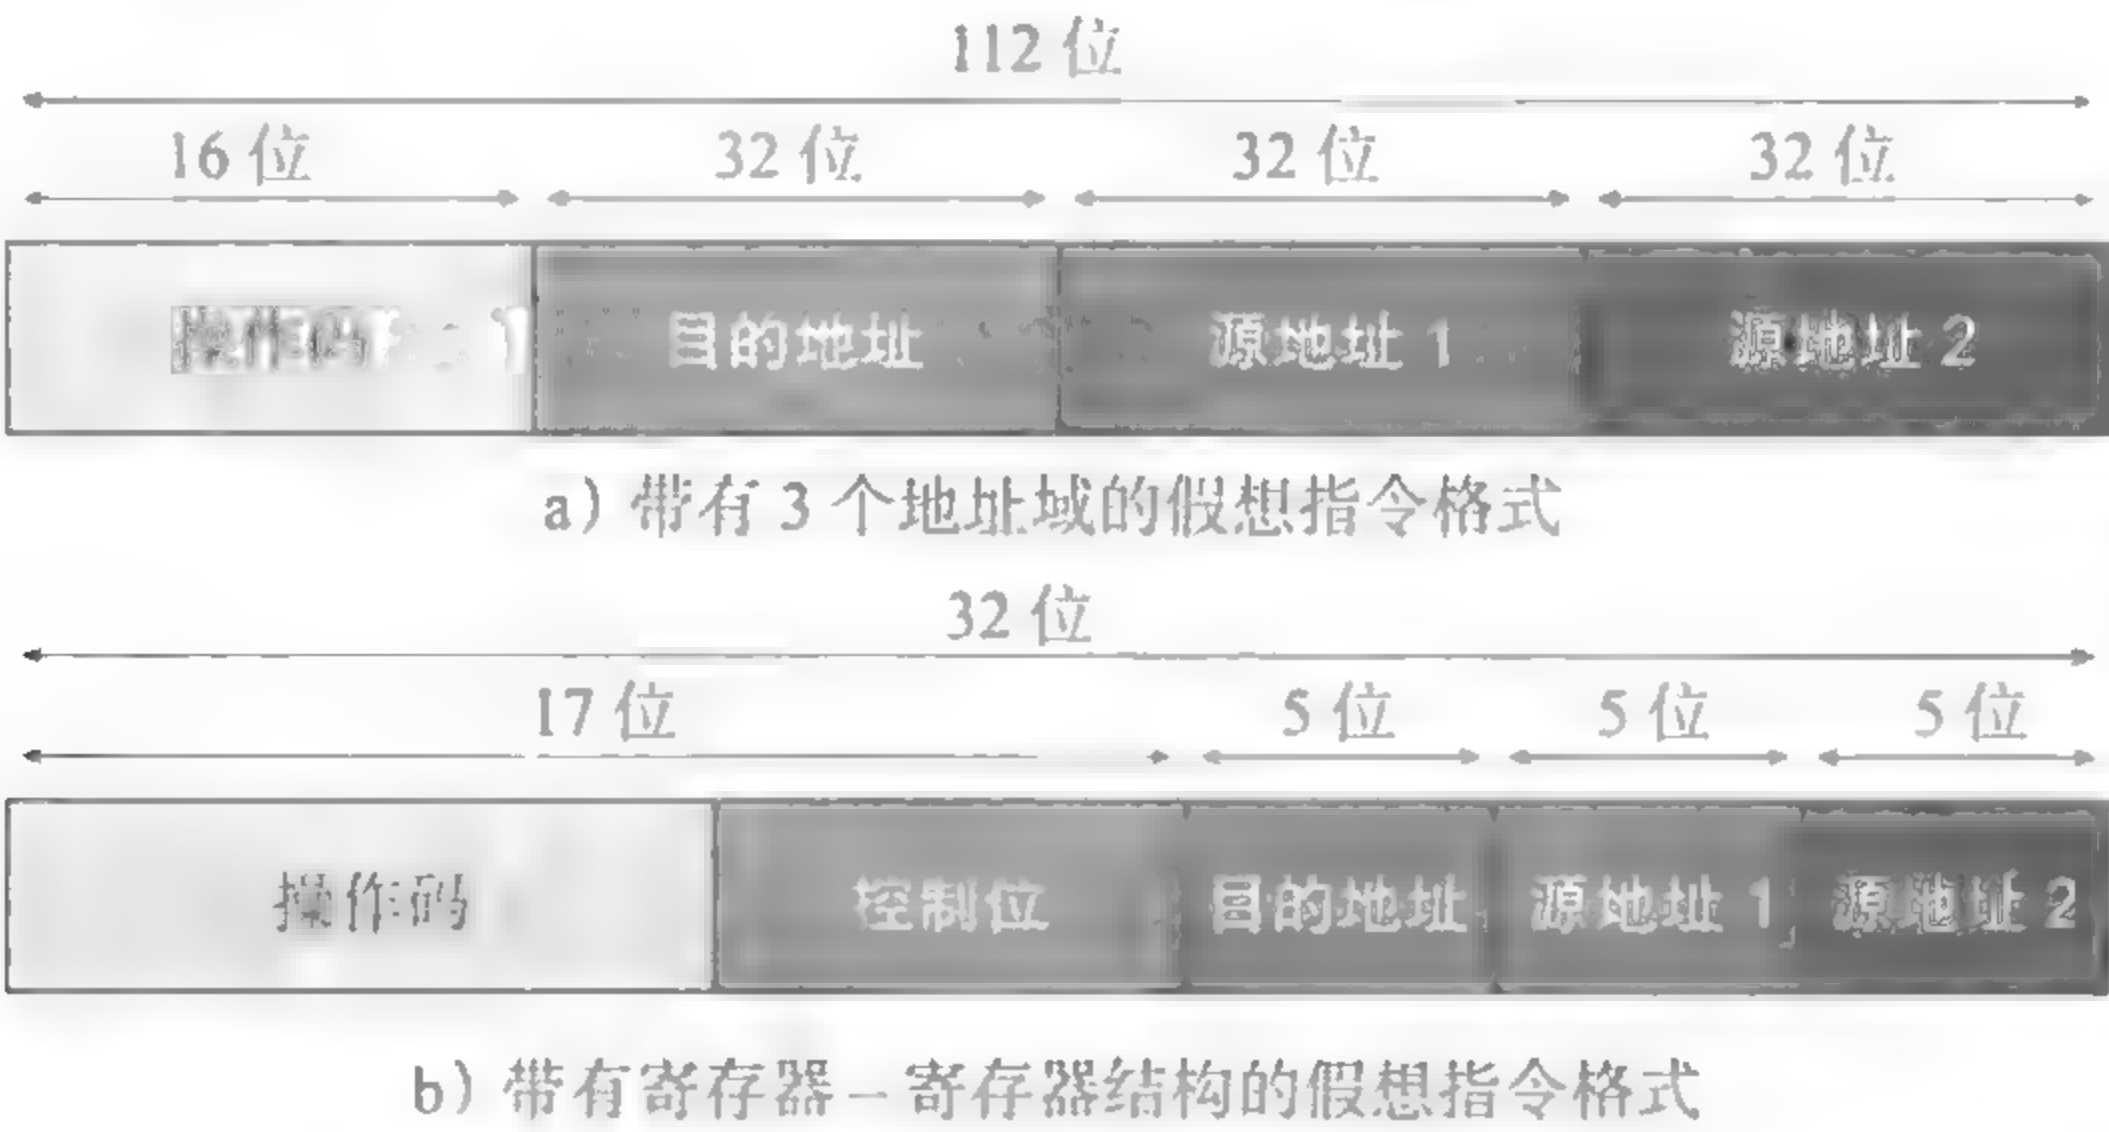 112 位
16 位 32 位 32 位 32 位
操作码 目的地址 源地址 1 源地址 2
a) 带有 3 个地址域的假想指令格式
32 位
17 位 5 位 5 位 5 位
操作码 控制位 目的地址 源地址 1 源地址 2
b) 带有寄存器－寄存器结构的假想指令格式